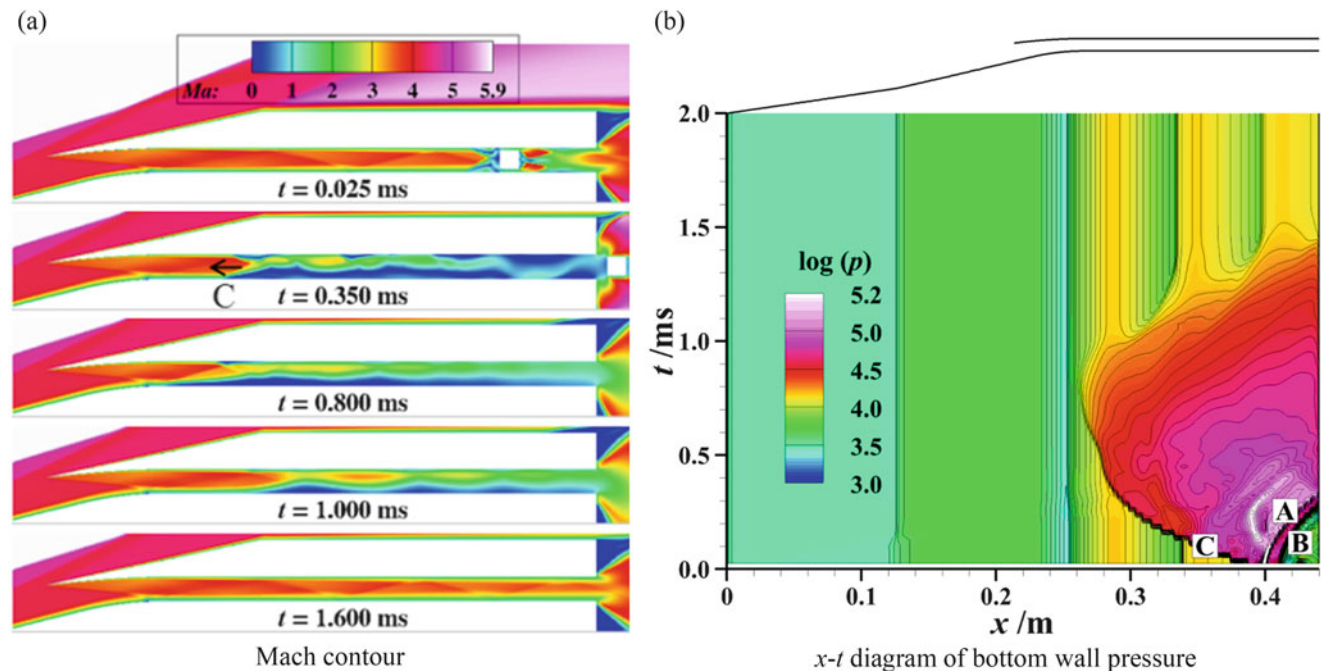 (a)
Ma: 0 1 2 3 4 5 5.9
t = 0.025 ms
C
t = 0.350 ms
t = 0.800 ms
t = 1.000 ms
t = 1.600 ms
Mach contour
(b)
2.0
1.5
1.0
0.5
0.0
t /ms
log (p)
5.2
5.0
4.5
4.0
3.5
3.0
A
B
C
0 0.1 0.2 0.3 0.4
x /m
x-t diagram of bottom wall pressure